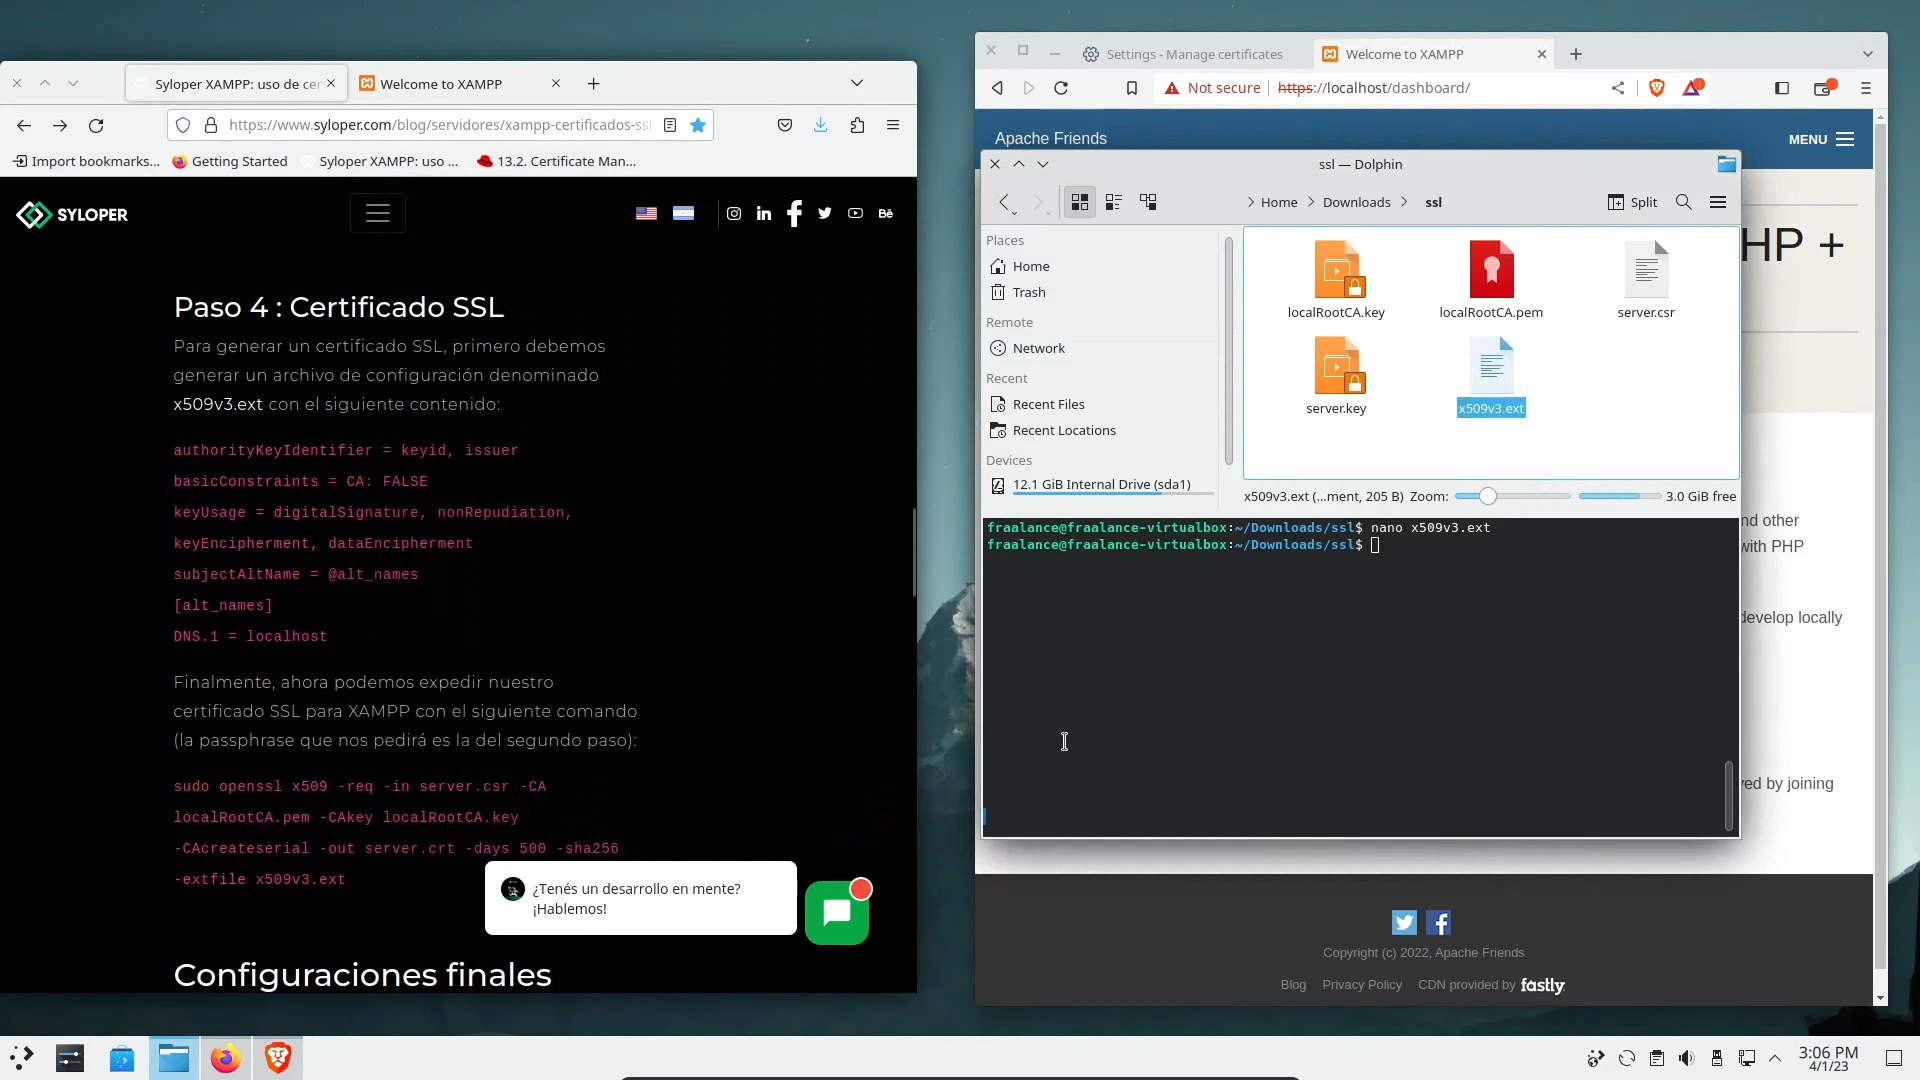 Syloper XAMPP: uso de cer
Welcome to XAMPP
https://www.syloper.com/blog/servidores/xampp-certificados-ssl
Import bookmarks...
Getting Started
Syloper XAMPP: uso ...
13.2. Certificate Man...
SYLOPER
Bē
Paso 4 : Certificado SSL
Para generar un certificado SSL, primero debemos
generar un archivo de configuración denominado
x509v3.ext con el siguiente contenido:
authorityKeyIdentifier = keyid, issuer
basicConstraints = CA: FALSE
keyUsage = digitalSignature, nonRepudiation,
keyEncipherment, dataEncipherment
subjectAltName = @alt_names
[alt_names]
DNS.1 = localhost
Finalmente, ahora podemos expedir nuestro
certificado SSL para XAMPP con el siguiente comando
(la passphrase que nos pedirá es la del segundo paso):
sudo openssl x509 -req -in server.csr -CA
localRootCA.pem -CAkey localRootCA.key
-CAcreateserial -out server.crt -days 500 -sha256
-extfile x509v3.ext
¿Tenés un desarrollo en mente?
¡Hablemos!
Configuraciones finales
Settings - Manage certificates
Welcome to XAMPP
Not secure
https://localhost/dashboard/
Apache Friends
MENU
HP +
ssl — Dolphin
Home
Downloads
ssl
Split
Places
Home
Trash
Remote
Network
Recent
Recent Files
Recent Locations
Devices
12.1 GiB Internal Drive (sda1)
localRootCA.key
localRootCA.pem
server.csr
server.key
x509v3.ext
x509v3.ext (...ment, 205 B)
Zoom:
3.0 GiB free
fraalance@fraalance-virtualbox:~/Downloads/ssl$ nano x509v3.ext
fraalance@fraalance-virtualbox:~/Downloads/ssl$
nd other
with PHP
develop locally
ved by joining
Copyright (c) 2022, Apache Friends
Blog
Privacy Policy
CDN provided by fastly
3:06 PM
4/1/23